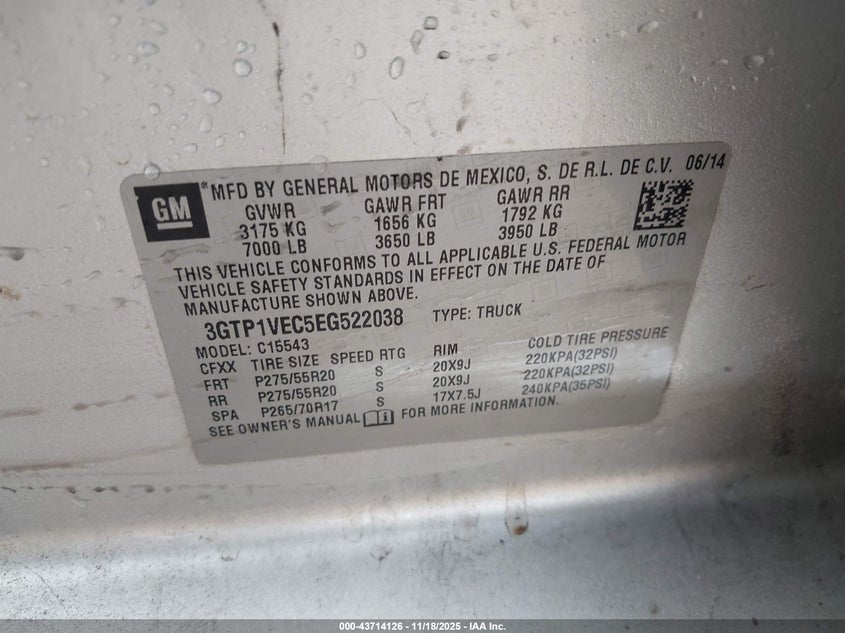 GM
*MFD BY GENERAL MOTORS DE MEXICO, S. DE R.L. DE C.V. 06/14
GVWR GAWR FRT GAWR RR
3175 KG 1656 KG 1792 KG
7000 LB 3650 LB 3950 LB
THIS VEHICLE CONFORMS TO ALL APPLICABLE U.S. FEDERAL MOTOR
VEHICLE SAFETY STANDARDS IN EFFECT ON THE DATE OF
MANUFACTURE SHOWN ABOVE.
3GTP1VEC5EG522038 TYPE: TRUCK
MODEL: C15543
CFXX TIRE SIZE SPEED RTG RIM COLD TIRE PRESSURE
FRT P275/55R20 S 20X9J 220KPA(32PSI)
RR P275/55R20 S 20X9J 220KPA(32PSI)
SPA P265/70R17 S 17X7.5J 240KPA(35PSI)
SEE OWNER'S MANUAL FOR MORE INFORMATION.
000-43714126 - 11/18/2025 - IAA Inc.